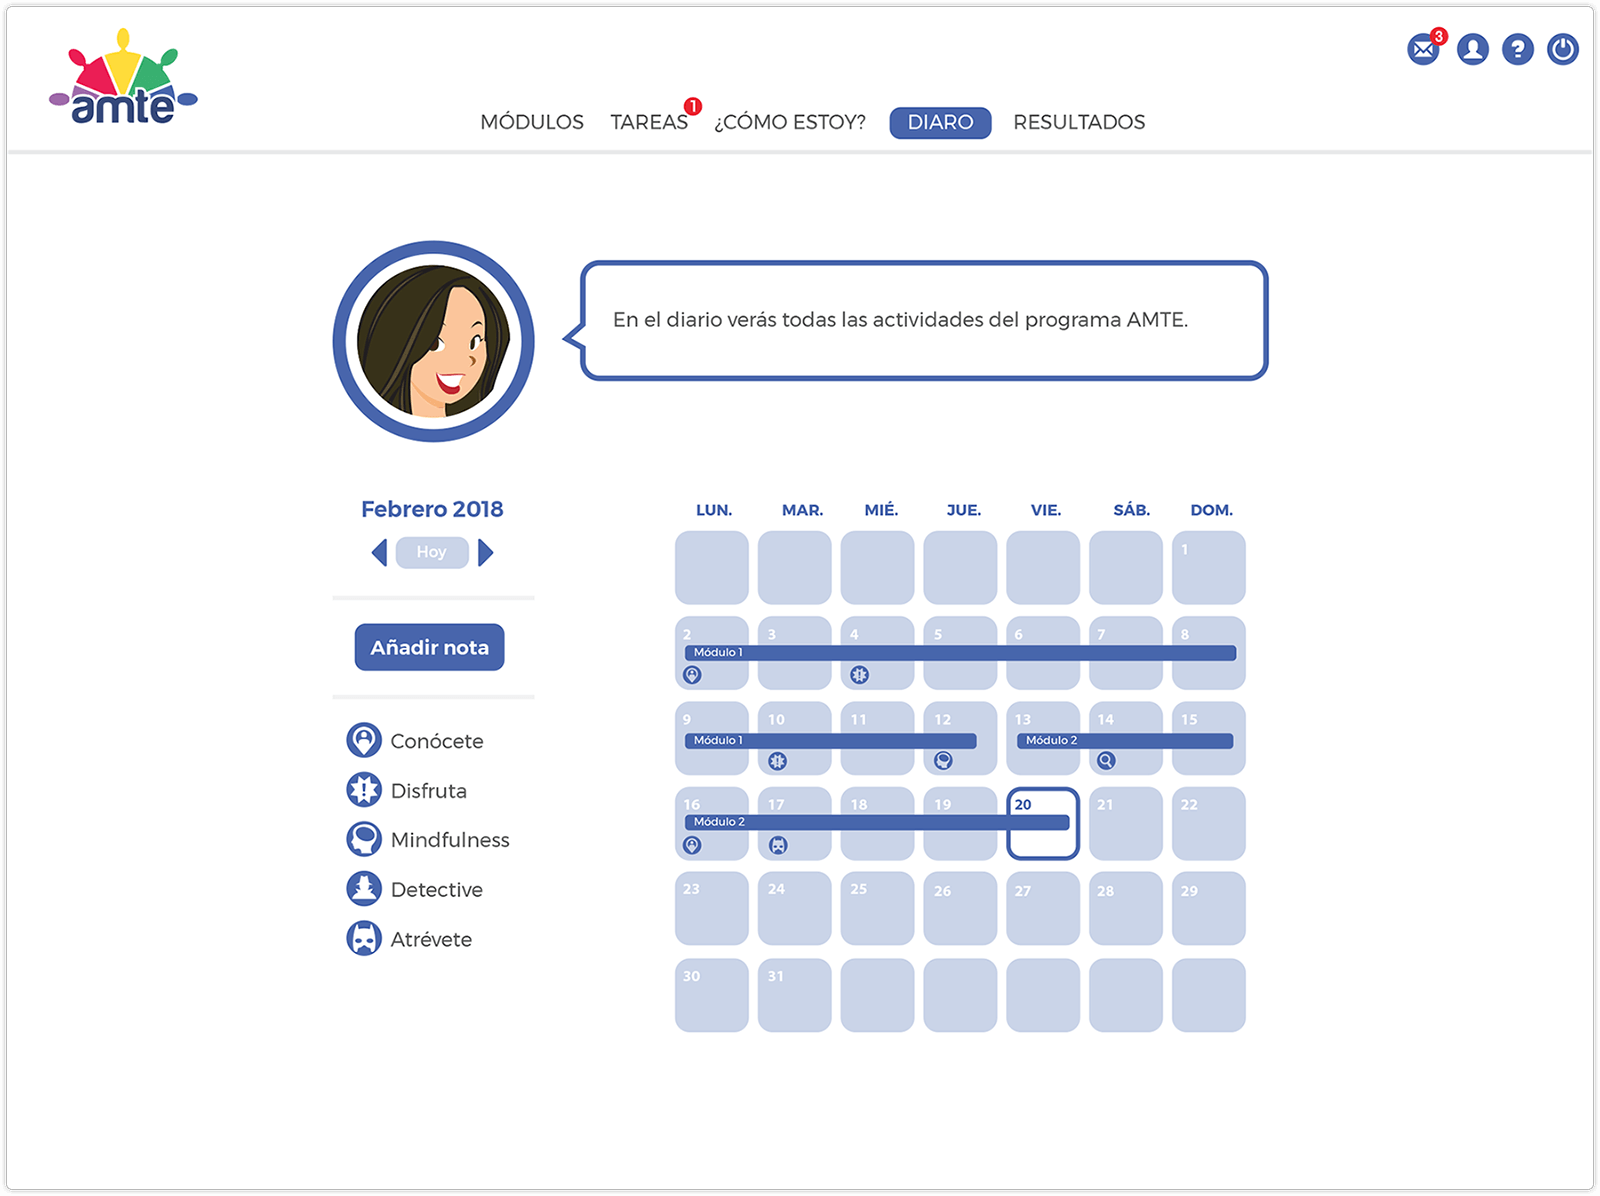 amte
3
MÓDULOS TAREAS 1 ¿CÓMO ESTOY? DIARO RESULTADOS
En el diario verás todas las actividades del programa AMTE.
Febrero 2018
Hoy
Añadir nota
Conócete
Disfruta
Mindfulness
Detective
Atrévete
LUN. MAR. MIÉ. JUE. VIE. SÁB. DOM.
1
2 3 4 5 6 7 8
Módulo 1
9 10 11 12 13 14 15
Módulo 1 Módulo 2
16 17 18 19 20 21 22
Módulo 2
23 24 25 26 27 28 29
30 31